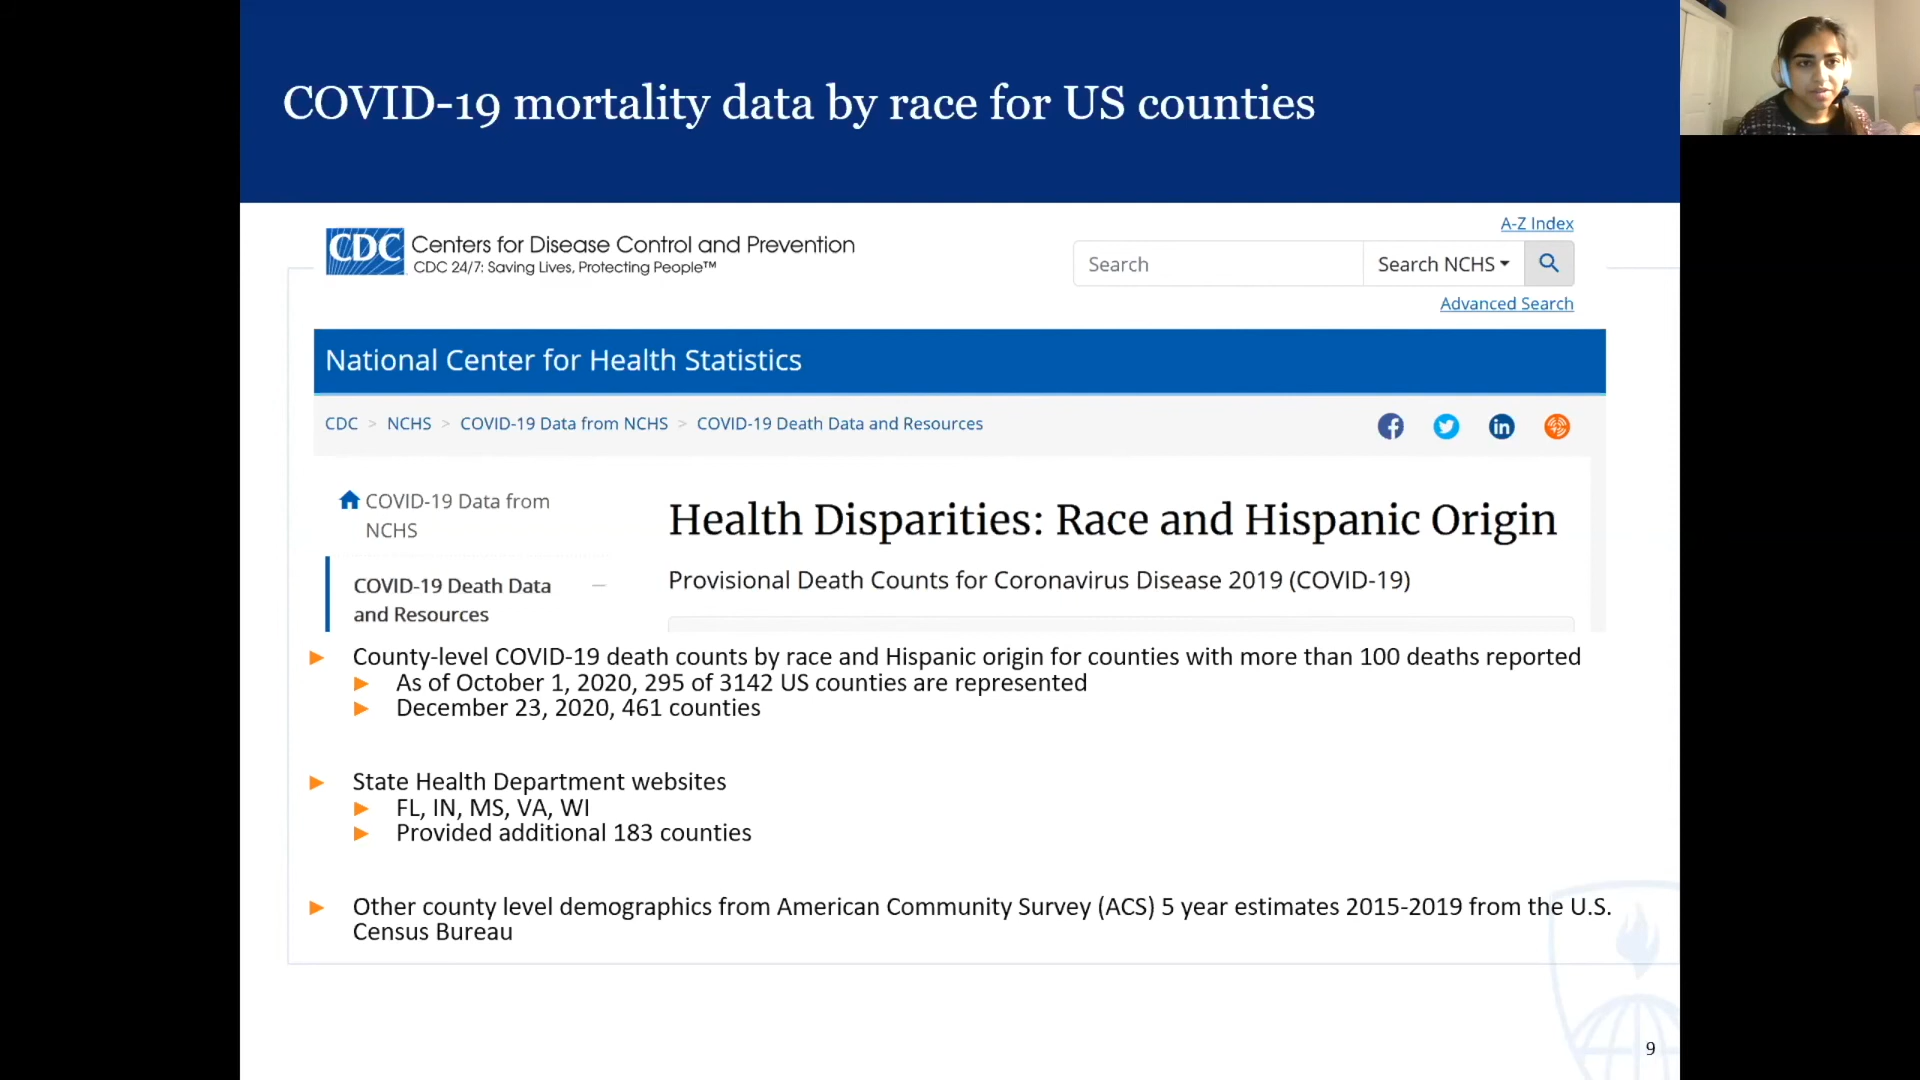 COVID-19 mortality data by race for US counties
A-Z Index
CDC Centers for Disease Control and Prevention
CDC 24/7: Saving Lives, Protecting People™
Search
Search NCHS
Advanced Search
National Center for Health Statistics
CDC > NCHS > COVID-19 Data from NCHS > COVID-19 Death Data and Resources
COVID-19 Data from
NCHS
COVID-19 Death Data
and Resources
Health Disparities: Race and Hispanic Origin
Provisional Death Counts for Coronavirus Disease 2019 (COVID-19)
County-level COVID-19 death counts by race and Hispanic origin for counties with more than 100 deaths reported
As of October 1, 2020, 295 of 3142 US counties are represented
December 23, 2020, 461 counties
State Health Department websites
FL, IN, MS, VA, WI
Provided additional 183 counties
Other county level demographics from American Community Survey (ACS) 5 year estimates 2015-2019 from the U.S.
Census Bureau
9